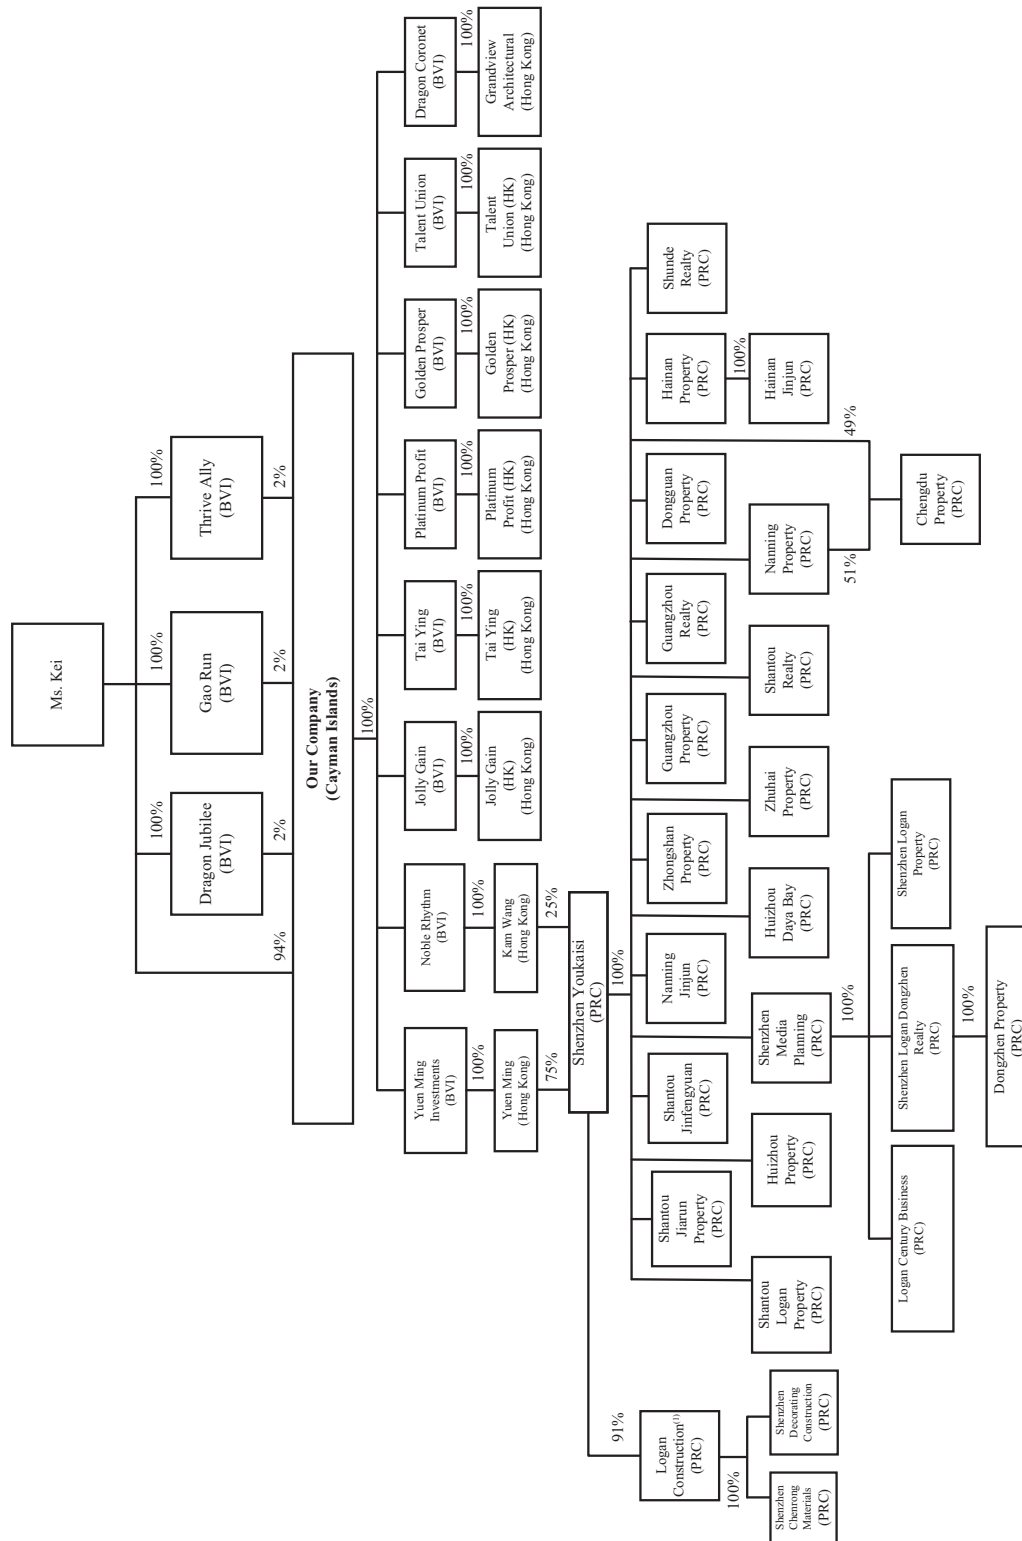 Ms. Kei
100%
100%
100%
Dragon Jubilee
(BVI)
Gao Run
(BVI)
Thrive Ally
(BVI)
94%
2%
2%
2%
Our Company
(Cayman Islands)
100%
Yuen Ming
Investments
(BVI)
Noble Rhythm
(BVI)
Jolly Gain
(BVI)
Tai Ying
(BVI)
Platinum Profit
(BVI)
Golden Prosper
(BVI)
Talent Union
(BVI)
Dragon Coronet
(BVI)
100%
100%
100%
100%
100%
100%
100%
100%
Yuen Ming
(Hong Kong)
Kam Wang
(Hong Kong)
Jolly Gain
(HK)
(Hong Kong)
Tai Ying
(HK)
(Hong Kong)
Platinum
Profit (HK)
(Hong Kong)
Golden
Prosper (HK)
(Hong Kong)
Talent
Union (HK)
(Hong Kong)
Grandview
Architectural
(Hong Kong)
75%
25%
Shenzhen Youkaisi
(PRC)
91%
100%
Logan
Construction(1)
(PRC)
100%
Shenzhen
Chenrong
Materials
(PRC)
Shenzhen
Decorating
Construction
(PRC)
Shantou
Jiarun
Property
(PRC)
Shantou
Jinfengyuan
(PRC)
Nanning
Jinjun
(PRC)
Zhongshan
Property
(PRC)
Guangzhou
Property
(PRC)
Guangzhou
Realty
(PRC)
Dongguan
Property
(PRC)
Hainan
Property
(PRC)
Shunde
Realty
(PRC)
100%
Shantou
Logan
Property
(PRC)
Huizhou
Property
(PRC)
Shenzhen
Media
Planning
(PRC)
Huizhou
Daya Bay
(PRC)
Zhuhai
Property
(PRC)
Shantou
Realty
(PRC)
Nanning
Property
(PRC)
Hainan
Jinjun
(PRC)
100%
51%
49%
Logan Century Business
(PRC)
Shenzhen Logan Dongzhen
Realty
(PRC)
Shenzhen Logan
Property
(PRC)
Chengdu
Property
(PRC)
100%
Dongzhen Property
(PRC)